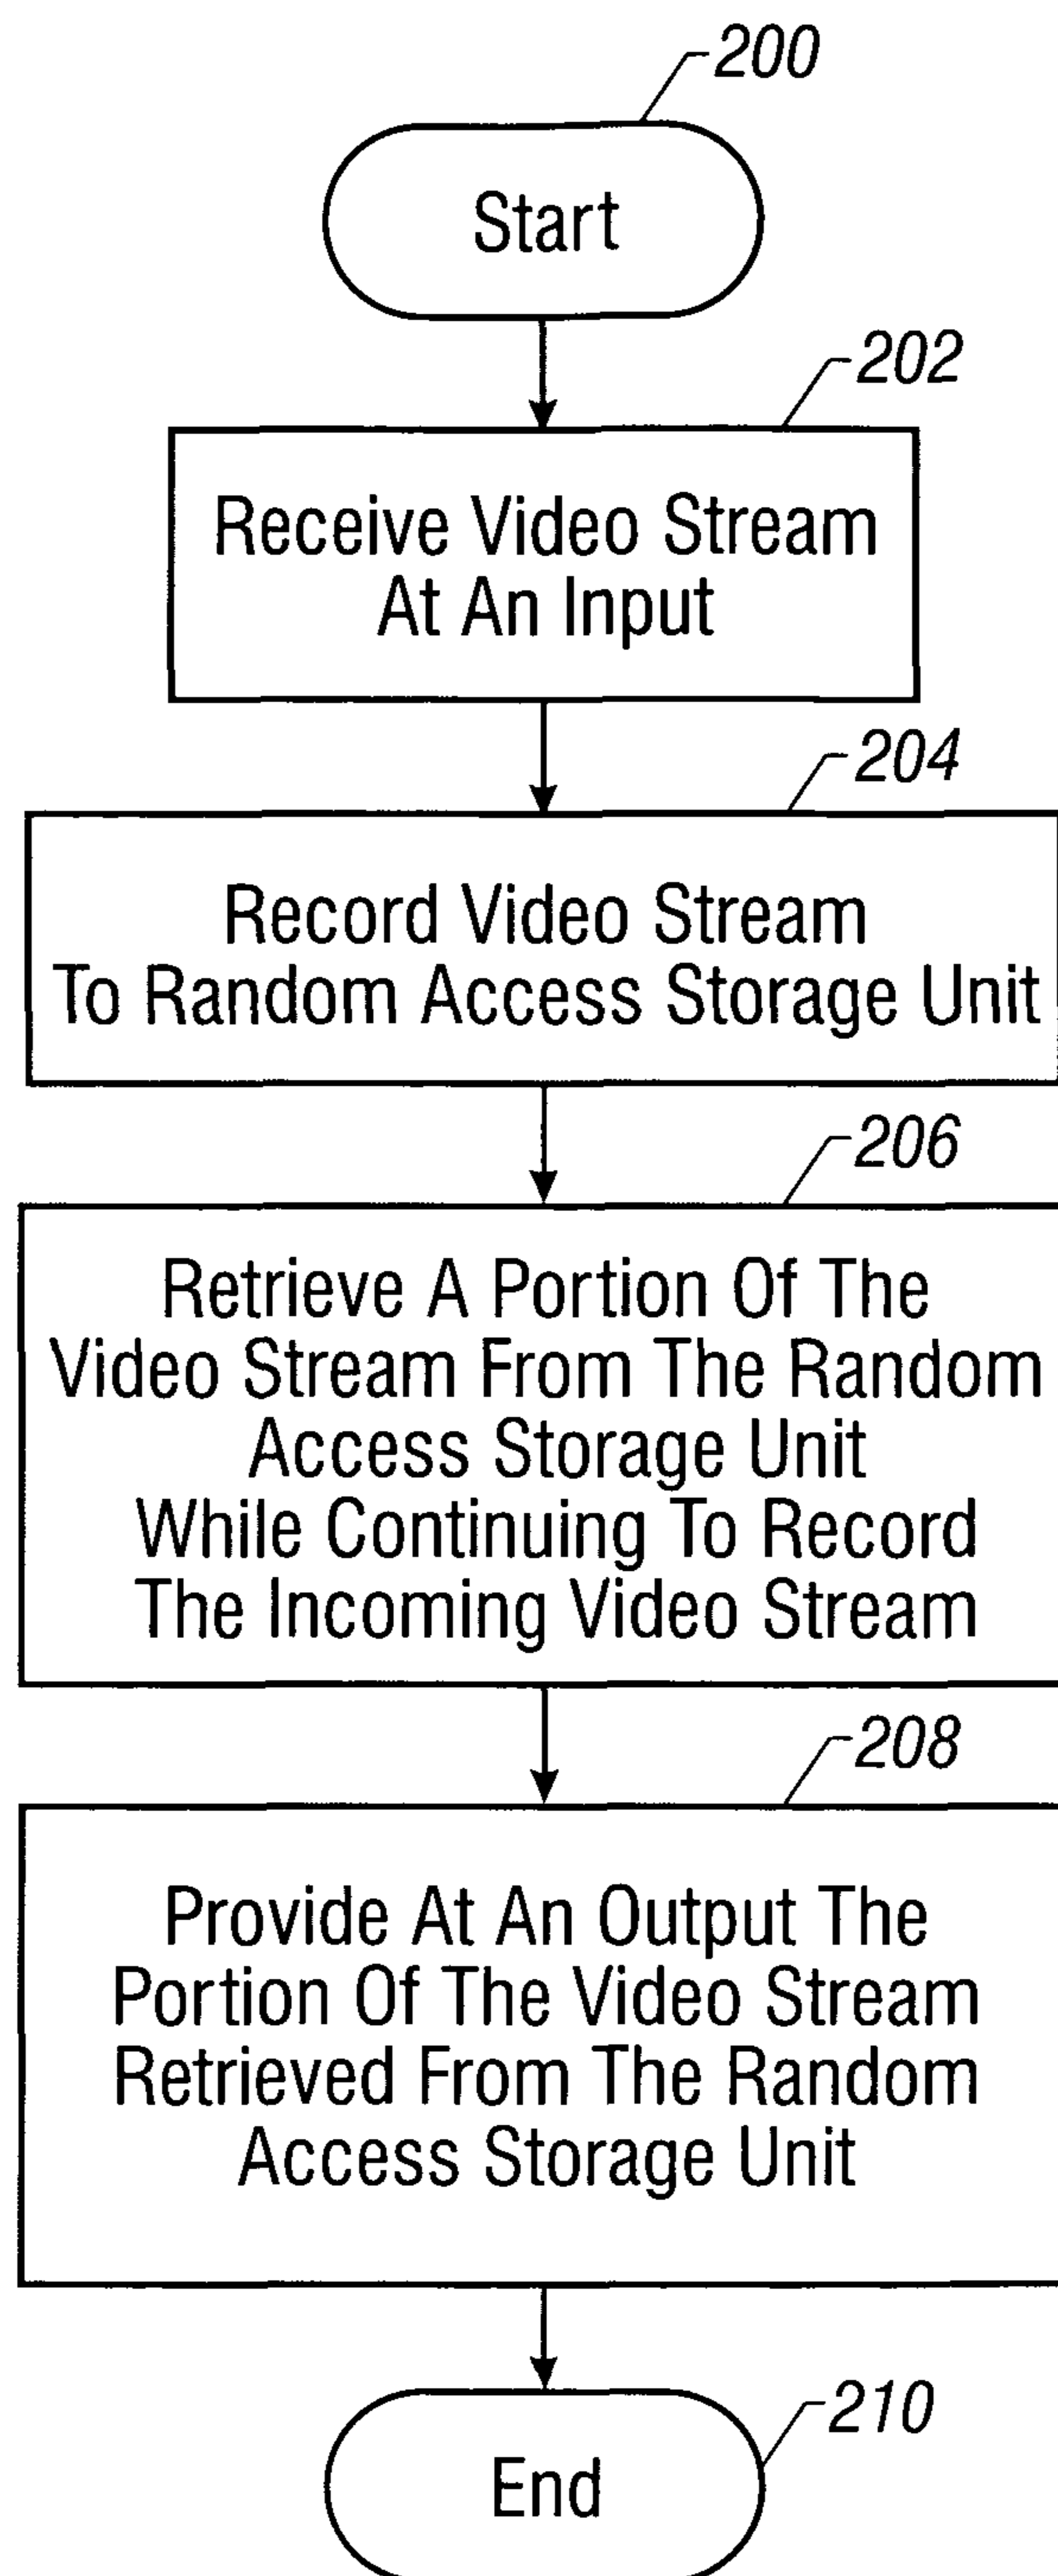 200
Start
202
Receive Video Stream
At An Input
204
Record Video Stream
To Random Access Storage Unit
206
Retrieve A Portion Of The
Video Stream From The Random
Access Storage Unit
While Continuing To Record
The Incoming Video Stream
208
Provide At An Output The
Portion Of The Video Stream
Retrieved From The Random
Access Storage Unit
210
End